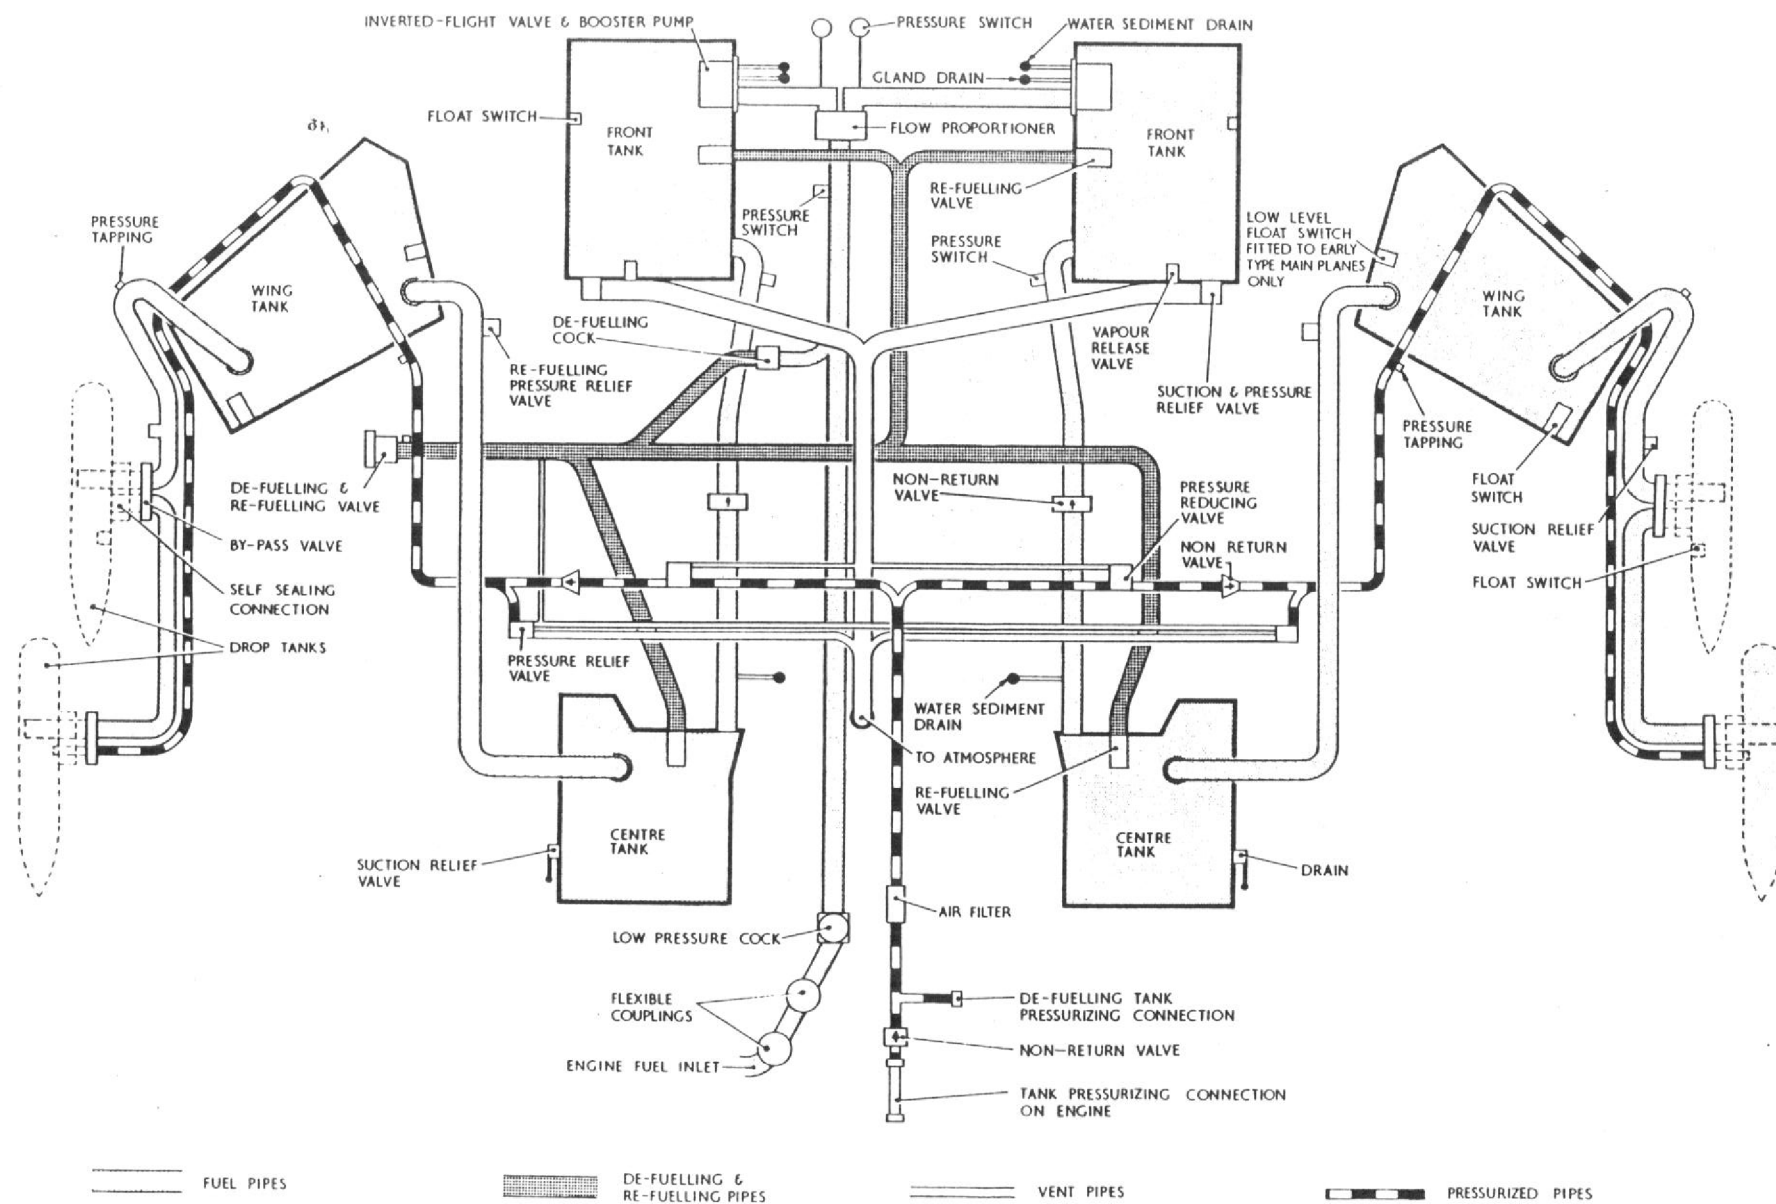 INVERTED-FLIGHT VALVE & BOOSTER PUMP
PRESSURE SWITCH
WATER SEDIMENT DRAIN
GLAND DRAIN
FLOAT SWITCH
FRONT
TANK
FLOW PROPORTIONER
FRONT
TANK
RE-FUELLING
VALVE
PRESSURE
TAPPING
PRESSURE
SWITCH
PRESSURE
SWITCH
LOW LEVEL
FLOAT SWITCH
FITTED TO EARLY
TYPE MAIN PLANES
ONLY
WING
TANK
WING
TANK
DE-FUELLING
COCK
VAPOUR
RELEASE
VALVE
RE-FUELLING
PRESSURE RELIEF
VALVE
SUCTION & PRESSURE
RELIEF VALVE
PRESSURE
TAPPING
DE-FUELLING &
RE-FUELLING VALVE
NON-RETURN
VALVE
PRESSURE
REDUCING
VALVE
FLOAT
SWITCH
BY-PASS VALVE
NON RETURN
VALVE
SUCTION RELIEF
VALVE
SELF SEALING
CONNECTION
FLOAT SWITCH
DROP TANKS
PRESSURE RELIEF
VALVE
WATER SEDIMENT
DRAIN
TO ATMOSPHERE
RE-FUELLING
VALVE
CENTRE
TANK
CENTRE
TANK
SUCTION RELIEF
VALVE
DRAIN
AIR FILTER
LOW PRESSURE COCK
FLEXIBLE
COUPLINGS
DE-FUELLING TANK
PRESSURIZING CONNECTION
ENGINE FUEL INLET
NON-RETURN VALVE
TANK PRESSURIZING CONNECTION
ON ENGINE
FUEL PIPES
DE-FUELLING &
RE-FUELLING PIPES
VENT PIPES
PRESSURIZED PIPES